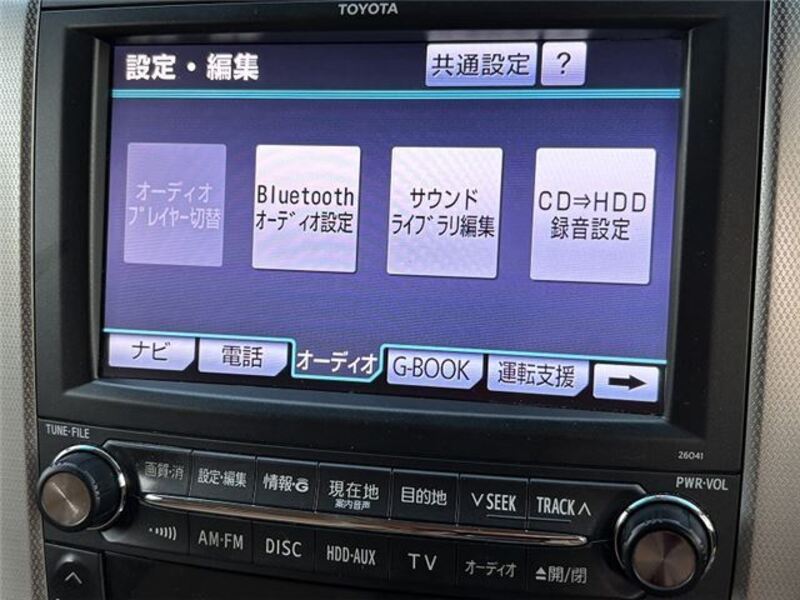 TOYOTA
設定・編集
共通設定
?
オーディオ
プレイヤー切替
Bluetooth
オーディオ設定
サウンド
ライブラリ編集
CD⇒HDD
録音設定
ナビ
電話
オーディオ
G-BOOK
運転支援
→
TUNE・FILE
26041
PWR・VOL
画質・消
設定・編集
情報・G
現在地
案内音声
目的地
∨ SEEK
TRACK ∧
AM・FM
DISC
HDD・AUX
TV
オーディオ
▲開/閉